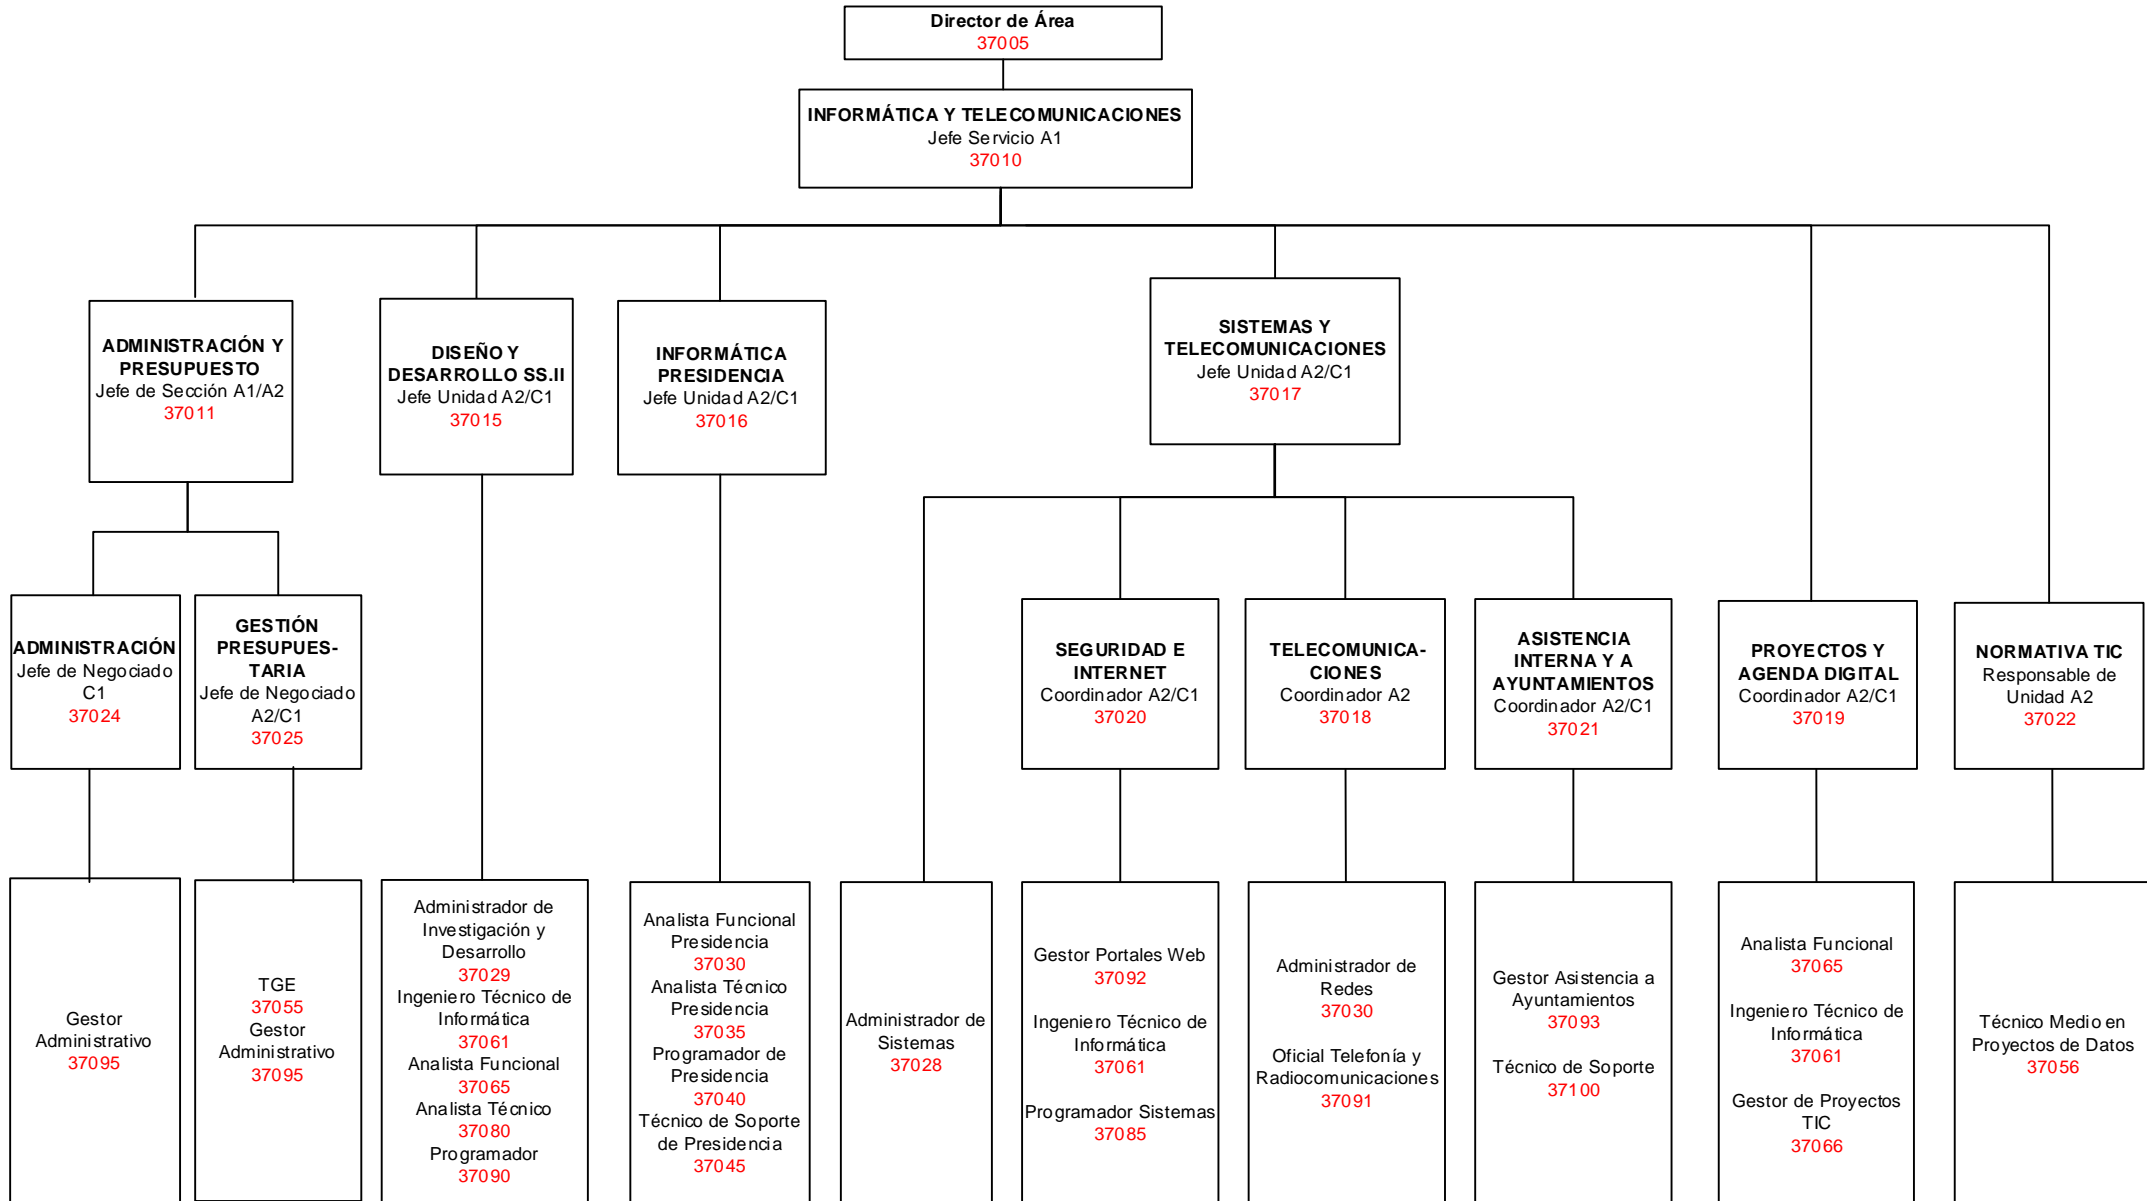 Director de Área
37005
INFORMÁTICA Y TELECOMUNICACIONES
Jefe Servicio A1
37010
ADMINISTRACIÓN Y
PRESUPUESTO
Jefe de Sección A1/A2
37011
DISEÑO Y
DESARROLLO SS.II
Jefe Unidad A2/C1
37015
INFORMÁTICA
PRESIDENCIA
Jefe Unidad A2/C1
37016
SISTEMAS Y
TELECOMUNICACIONES
Jefe Unidad A2/C1
37017
ADMINISTRACIÓN
Jefe de Negociado
C1
37024
GESTIÓN
PRESUPUES-
TARIA
Jefe de Negociado
A2/C1
37025
SEGURIDAD E
INTERNET
Coordinador A2/C1
37020
TELECOMUNICA-
CIONES
Coordinador A2
37018
ASISTENCIA
INTERNA Y A
AYUNTAMIENTOS
Coordinador A2/C1
37021
PROYECTOS Y
AGENDA DIGITAL
Coordinador A2/C1
37019
NORMATIVA TIC
Responsable de
Unidad A2
37022
Gestor
Administrativo
37095
TGE
37055
Gestor
Administrativo
37095
Administrador de
Investigación y
Desarrollo
37029
Ingeniero Técnico de
Informática
37061
Analista Funcional
37065
Analista Técnico
37080
Programador
37090
Analista Funcional
Presidencia
37030
Analista Técnico
Presidencia
37035
Programador de
Presidencia
37040
Técnico de Soporte
de Presidencia
37045
Administrador de
Sistemas
37028
Gestor Portales Web
37092
Ingeniero Técnico de
Informática
37061
Programador Sistemas
37085
Administrador de
Redes
37030
Oficial Telefonía y
Radiocomunicaciones
37091
Gestor Asistencia a
Ayuntamientos
37093
Técnico de Soporte
37100
Analista Funcional
37065
Ingeniero Técnico de
Informática
37061
Gestor de Proyectos
TIC
37066
Técnico Medio en
Proyectos de Datos
37056